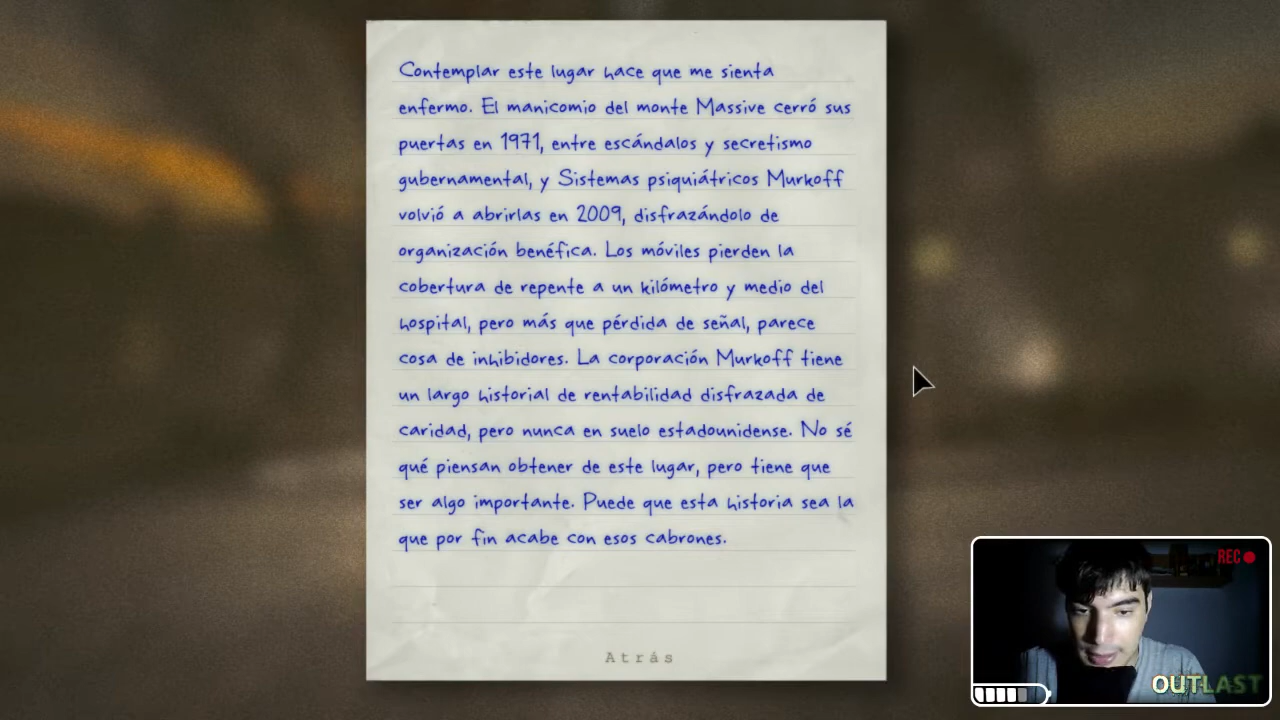 Contemplar este lugar hace que me sienta
enfermo. El manicomio del monte Massive cerró sus
puertas en 1971, entre escándalos y secretismo
gubernamental, y Sistemas psiquiátricos Murkoff
volvió a abrirlas en 2009, disfrazándolo de
organización benéfica. Los móviles pierden la
cobertura de repente a un kilómetro y medio del
hospital, pero más que pérdida de señal, parece
cosa de inhibidores. La corporación Murkoff tiene
un largo historial de rentabilidad disfrazada de
caridad, pero nunca en suelo estadounidense. No sé
qué piensan obtener de este lugar, pero tiene que
ser algo importante. Puede que esta historia sea la
que por fin acabe con esos cabrones.
Atrás
REC
OUTLAST